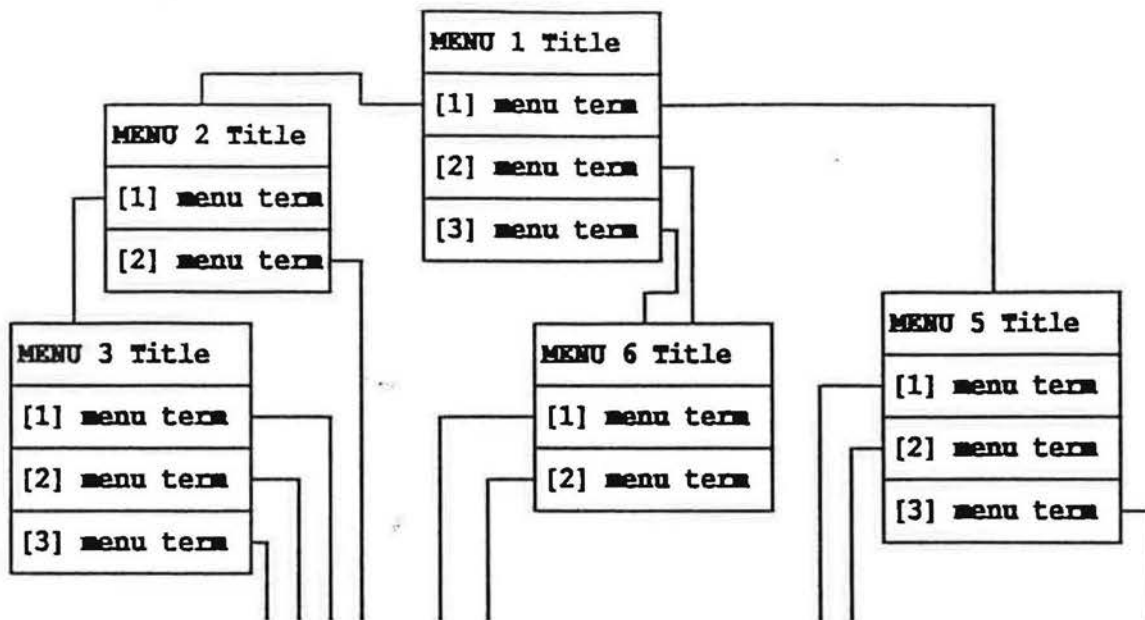 MENU 1 Title
[1] menu term
[2] menu term
[3] menu term
MENU 2 Title
[1] menu term
[2] menu term
MENU 3 Title
[1] menu term
[2] menu term
[3] menu term
MENU 6 Title
[1] menu term
[2] menu term
MENU 5 Title
[1] menu term
[2] menu term
[3] menu term